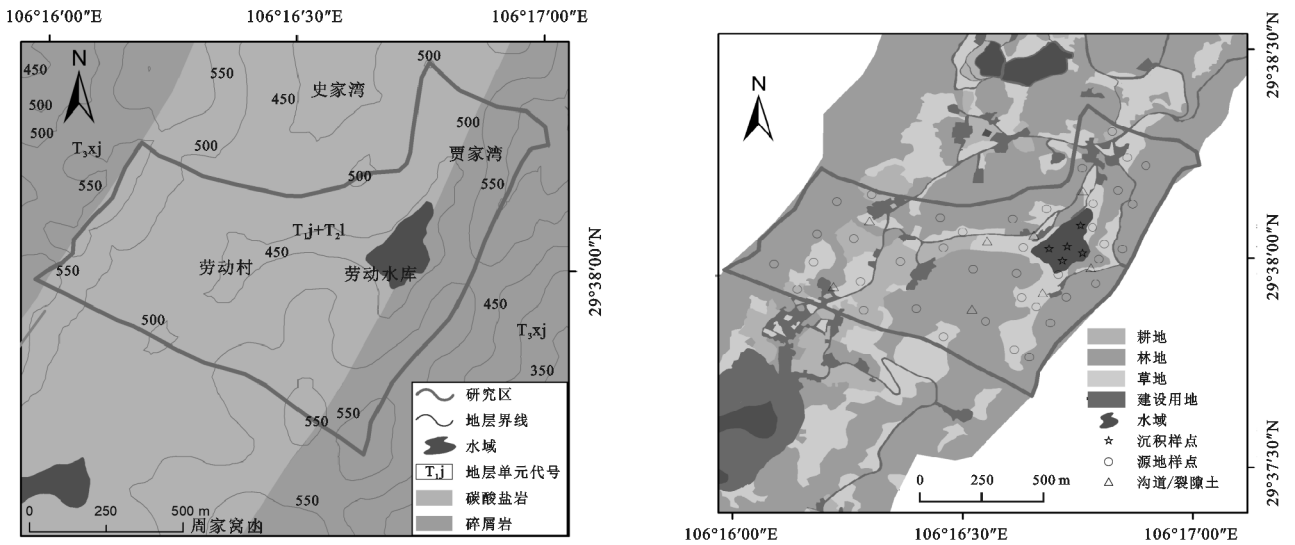 106°16′00″E 106°16′30″E 106°17′00″E
N
450
550
500
史家湾
500
450
500
500
500
T₃xj
贾家湾
500
550
550
T₁j+T₂l
450
劳动村
劳动水库
550
29°38′00″N
450
500
T₃xj
350
研究区
550
550
地层界线
水域
T₁j 地层单元代号
550
碳酸盐岩
0 250 500 m
周家窝凼
碎屑岩
29°38′30″N
N
29°38′00″N
耕地
林地
草地
建设用地
水域
沉积样点
源地样点
沟道/裂隙土
0 500 m
29°37′30″N
106°16′00″E 106°16′30″E 106°17′00″E